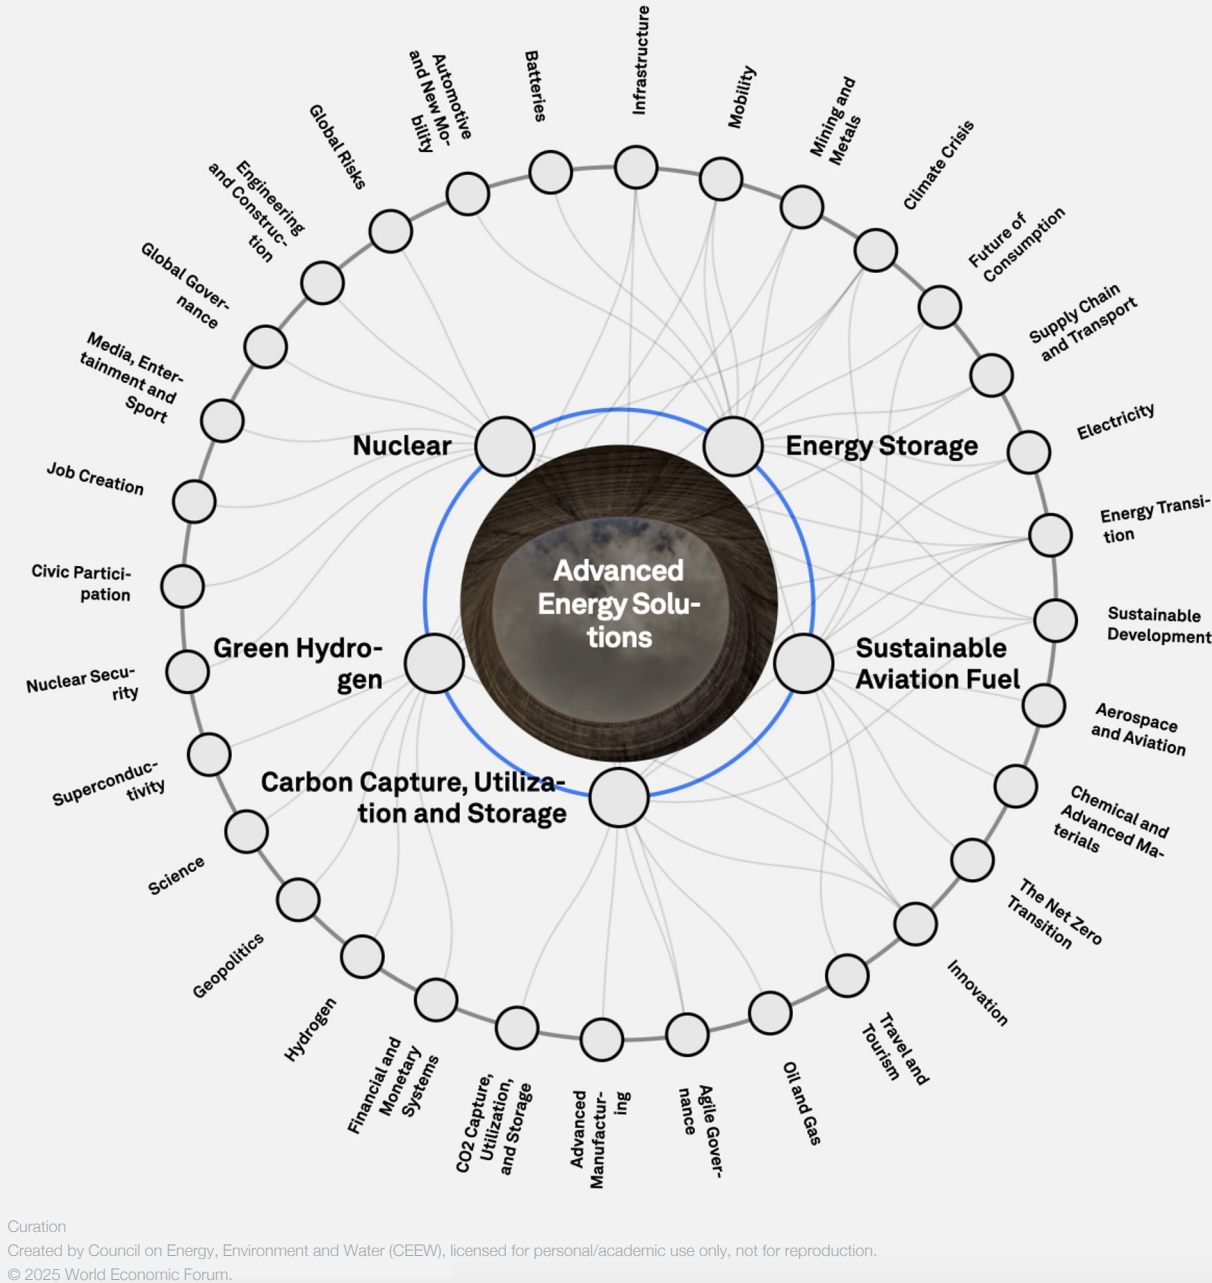 Infrastructure
Mobility
Mining and
Metals
Climate Crisis
Future of
Consumption
Supply Chain
and Transport
Electricity
Energy Transi-
tion
Sustainable
Development
Aerospace
and Aviation
Chemical and
Advanced Ma-
terials
The Net Zero
Transition
Innovation
Travel and
Tourism
Oil and Gas
Agile Gover-
nance
Advanced
Manufactur-
ing
CO2 Capture,
Utilization,
and Storage
Financial and
Monetary
Systems
Hydrogen
Geopolitics
Science
Superconduc-
tivity
Nuclear Secu-
rity
Civic Partici-
pation
Job Creation
Media, Enter-
tainment and
Sport
Global Gover-
nance
Engineering
and Construc-
tion
Global Risks
Automotive
and New Mo-
bility
Batteries
Nuclear
Energy Storage
Advanced
Energy Solu-
tions
Green Hydro-
gen
Sustainable
Aviation Fuel
Carbon Capture, Utiliza-
tion and Storage
Curation
Created by Council on Energy, Environment and Water (CEEW), licensed for personal/academic use only, not for reproduction.
© 2025 World Economic Forum.